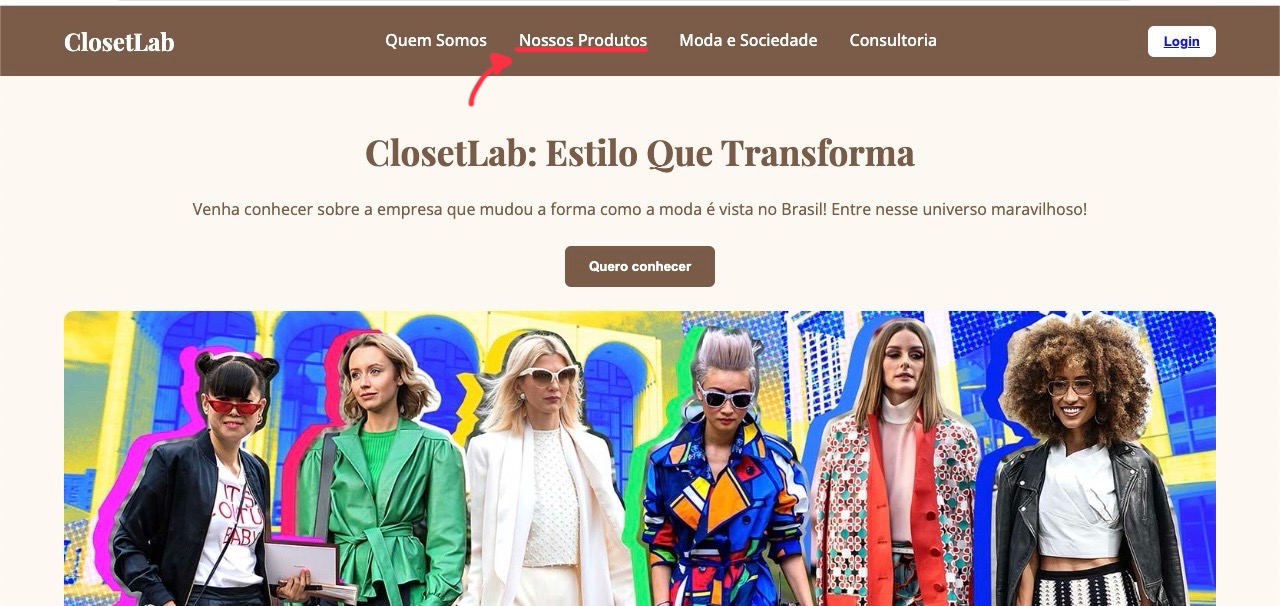 ClosetLab
Quem Somos
Nossos Produtos
Moda e Sociedade
Consultoria
Login
ClosetLab: Estilo Que Transforma
Venha conhecer sobre a empresa que mudou a forma como a moda é vista no Brasil! Entre nesse universo maravilhoso!
Quero conhecer